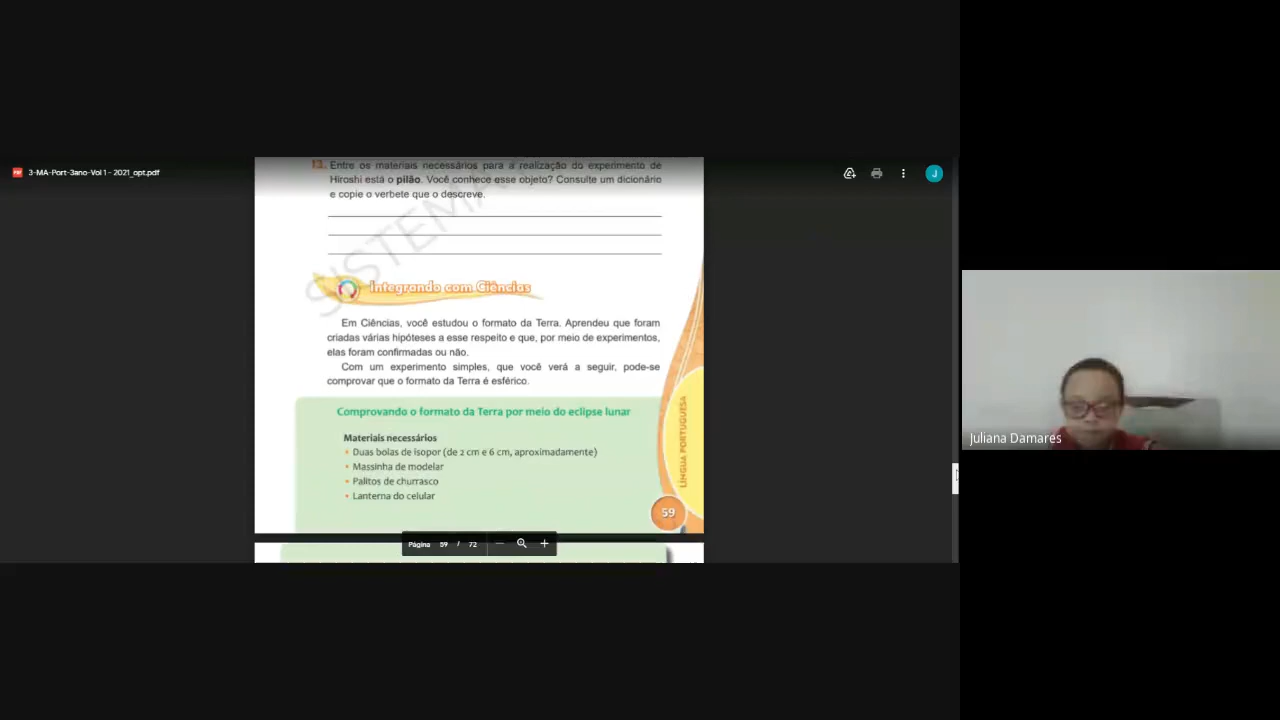 3-MA-Port-3ano-Vol 1 - 2021_opt.pdf
J
13. Entre os materiais necessários para a realização do experimento de
Hiroshi está o pilão. Você conhece esse objeto? Consulte um dicionário
e copie o verbete que o descreve.
SISTEMA
Integrando com Ciências
Em Ciências, você estudou o formato da Terra. Aprendeu que foram
criadas várias hipóteses a esse respeito e que, por meio de experimentos,
elas foram confirmadas ou não.
Com um experimento simples, que você verá a seguir, pode-se
comprovar que o formato da Terra é esférico.
Comprovando o formato da Terra por meio do eclipse lunar
Materiais necessários
• Duas bolas de isopor (de 2 cm e 6 cm, aproximadamente)
• Massinha de modelar
• Palitos de churrasco
• Lanterna do celular
LÍNGUA PORTUGUESA
59
Página 59 / 72
Juliana Damares